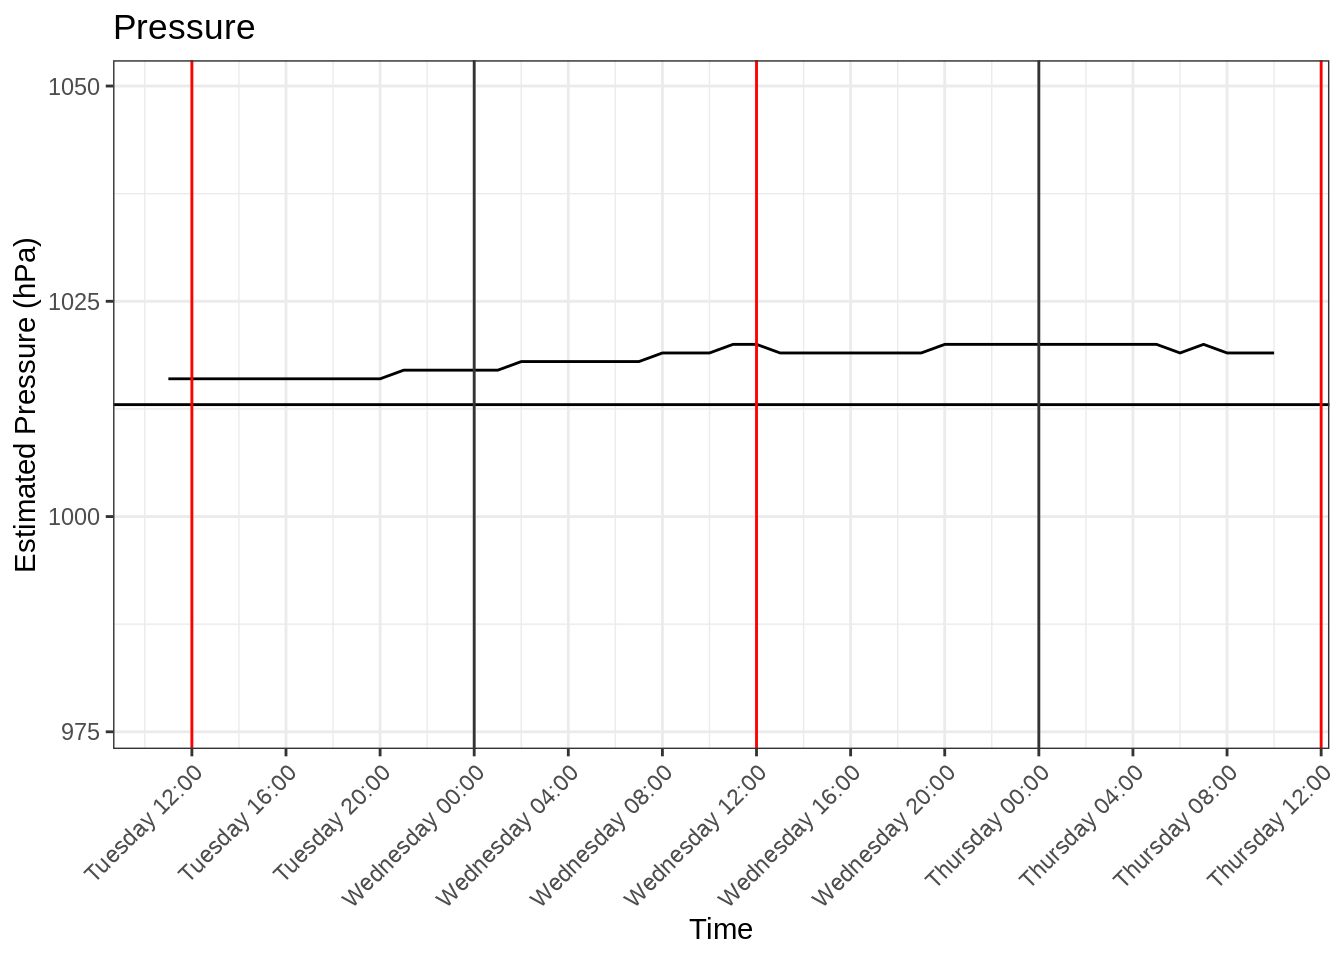 Pressure
1050
1025
1000
975
Estimated Pressure (hPa)
Tuesday 12:00
Tuesday 16:00
Tuesday 20:00
Wednesday 00:00
Wednesday 04:00
Wednesday 08:00
Wednesday 12:00
Wednesday 16:00
Wednesday 20:00
Thursday 00:00
Thursday 04:00
Thursday 08:00
Thursday 12:00
Time